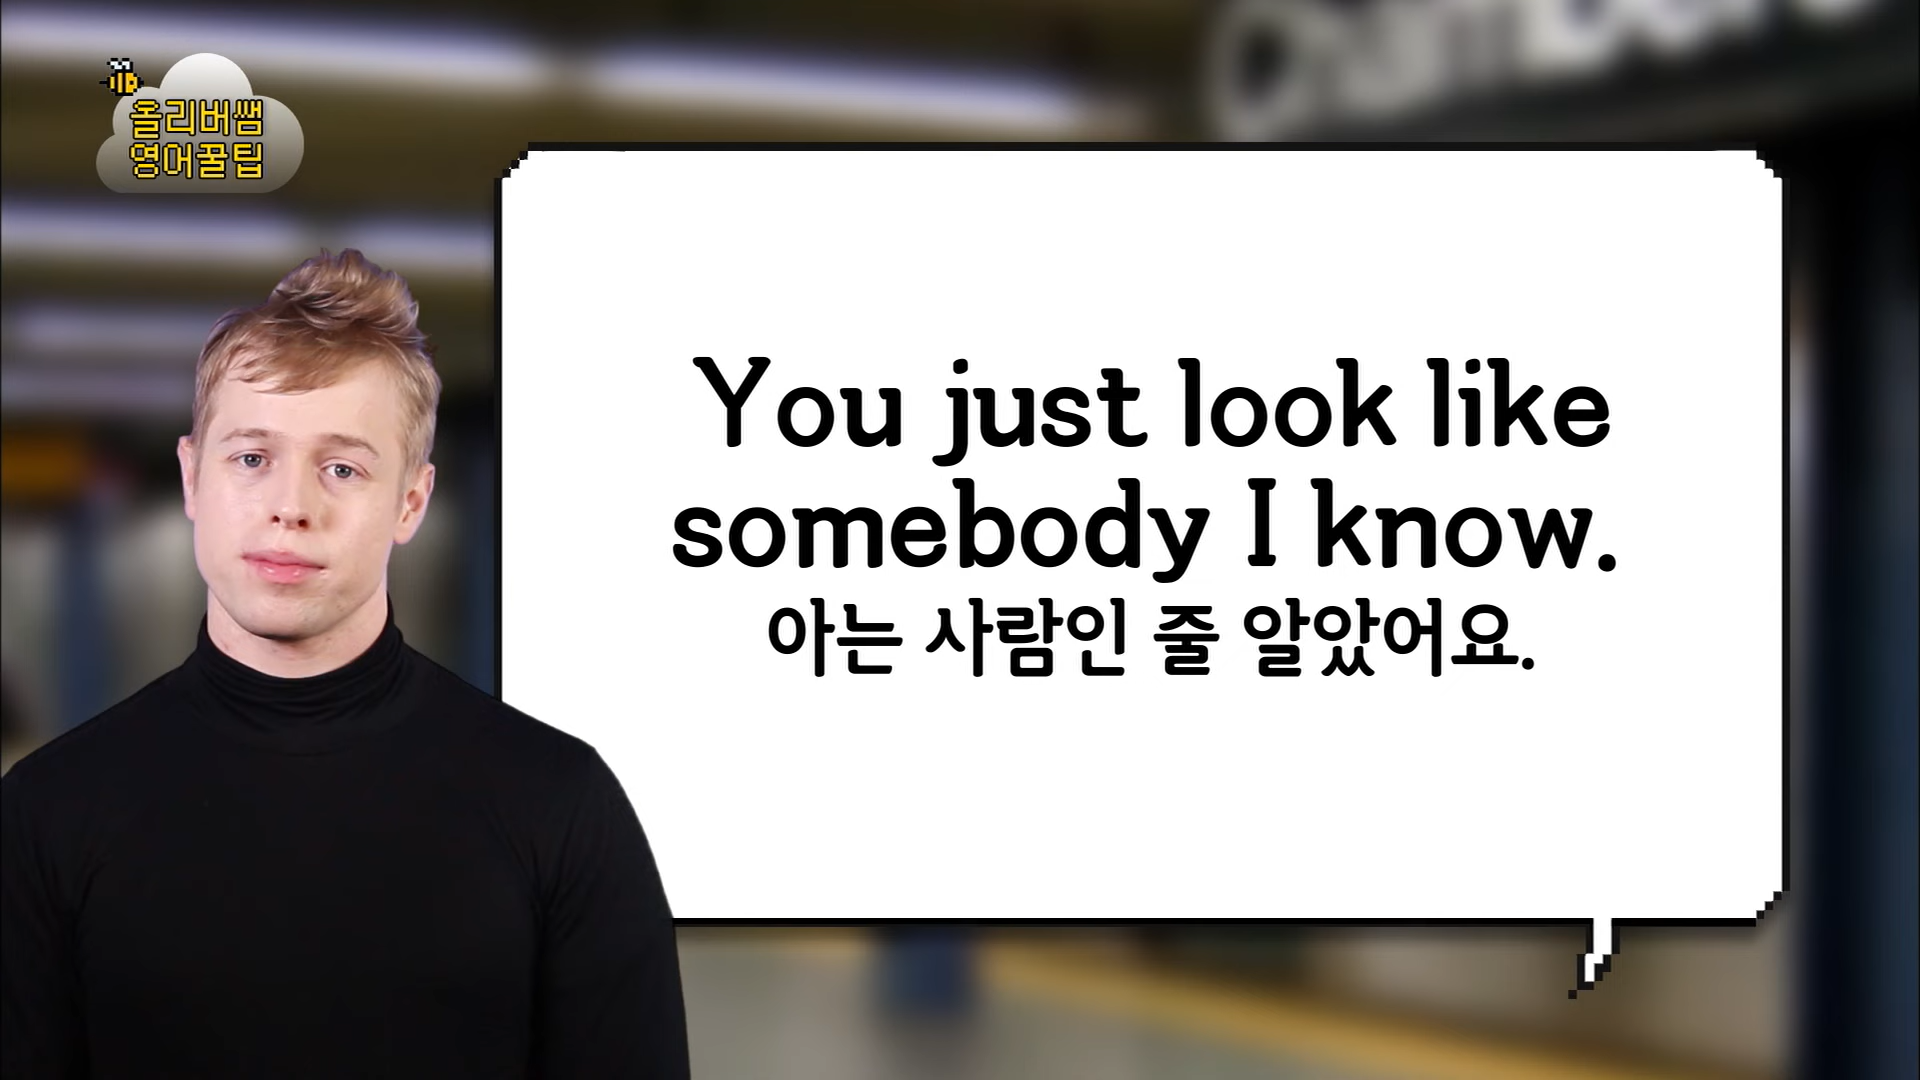 올리버쌤
영어꿀팁
You just look like
somebody I know.
아는 사람인 줄 알았어요.